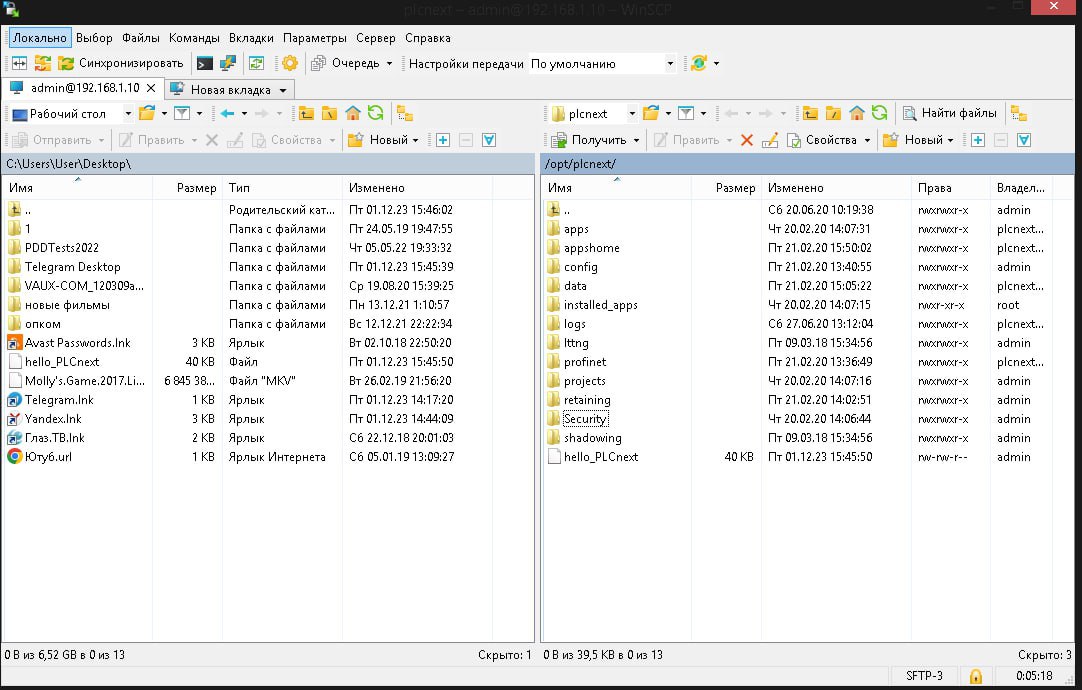 plcnext – admin@192.168.1.10 – WinSCP
Локально Выбор Файлы Команды Вкладки Параметры Сервер Справка
Синхронизировать Очередь Настройки передачи По умолчанию
admin@192.168.1.10 Новая вкладка
Рабочий стол plcnext Найти файлы
Отправить Править Свойства Новый Получить Править Свойства Новый
C:\Users\User\Desktop\ /opt/plcnext/
Имя Размер Тип Изменено Имя Размер Изменено Права Владел...
.. Родительский кат... Пт 01.12.23 15:46:02 .. Сб 20.06.20 10:19:38 rwxrwxr-x admin
1 Папка с файлами Пт 24.05.19 19:47:55 apps Чт 20.02.20 14:07:31 rwxrwxr-x plcnext...
PDDTests2022 Папка с файлами Чт 05.05.22 19:33:32 appshome Пт 21.02.20 15:50:02 rwxrwxr-x plcnext...
Telegram Desktop Папка с файлами Пт 01.12.23 15:45:39 config Пт 21.02.20 13:40:55 rwxrwxr-x admin
VAUX-COM_120309a... Папка с файлами Ср 19.08.20 15:39:25 data Пт 21.02.20 15:05:22 rwxrwxr-x plcnext...
новые фильмы Папка с файлами Пн 13.12.21 1:10:57 installed_apps Чт 20.02.20 14:07:15 rwxr-xr-x root
опком Папка с файлами Вс 12.12.21 22:22:34 logs Сб 27.06.20 13:12:04 rwxrwxr-x plcnext...
Avast Passwords.lnk 3 KB Ярлык Вт 02.10.18 22:50:20 lttng Пт 09.03.18 15:34:56 rwxrwxr-x admin
hello_PLCnext 40 KB Файл Пт 01.12.23 15:45:50 profinet Пт 21.02.20 13:36:49 rwxrwxr-x plcnext...
Molly's.Game.2017.Li... 6 845 38... Файл "MKV" Вт 26.02.19 21:56:20 projects Чт 20.02.20 14:07:16 rwxrwxr-x admin
Telegram.lnk 1 KB Ярлык Пт 01.12.23 14:17:20 retaining Пт 21.02.20 14:02:51 rwxrwxr-x admin
Yandex.lnk 3 KB Ярлык Пт 01.12.23 14:44:09 Security Чт 20.02.20 14:06:44 rwxrwxr-x admin
Глаз.ТВ.lnk 2 KB Ярлык Сб 22.12.18 20:01:03 shadowing Пт 09.03.18 15:34:56 rwxrwxr-x admin
Ютуб.url 1 KB Ярлык Интернета Сб 05.01.19 13:09:27 hello_PLCnext 40 KB Пт 01.12.23 15:45:50 rw-rw-r-- admin
0 B из 6,52 GB в 0 из 13 Скрыто: 1 0 B из 39,5 KB в 0 из 13 Скрыто: 3
SFTP-3 0:05:18